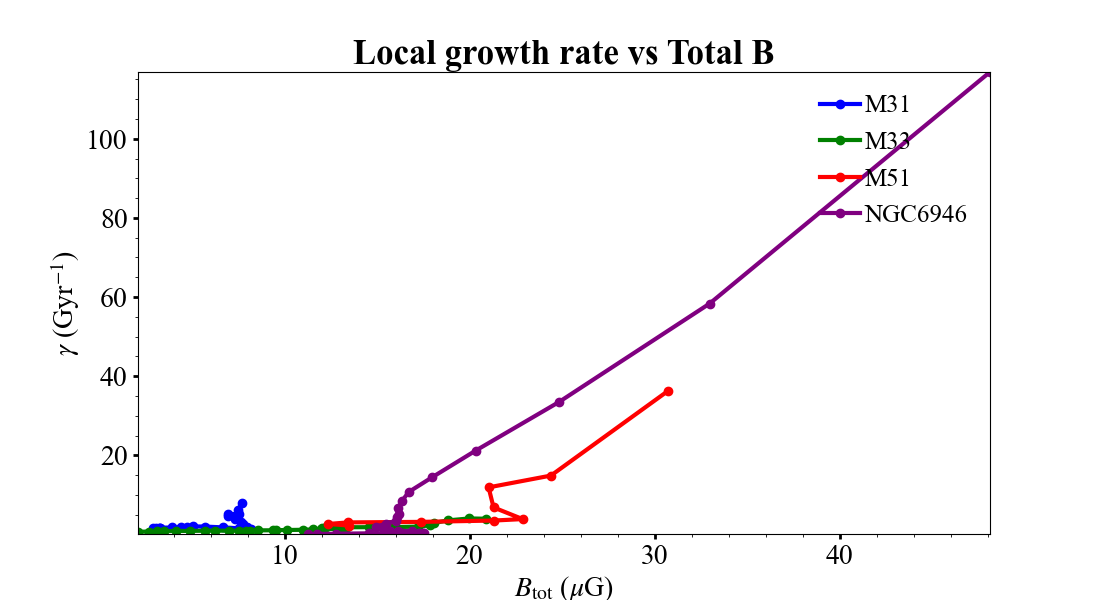 Local growth rate vs Total B
M31
M33
M51
NGC6946
100
80
60
40
20
γ (Gyr⁻¹)
10 20 30 40
B_tot (μG)